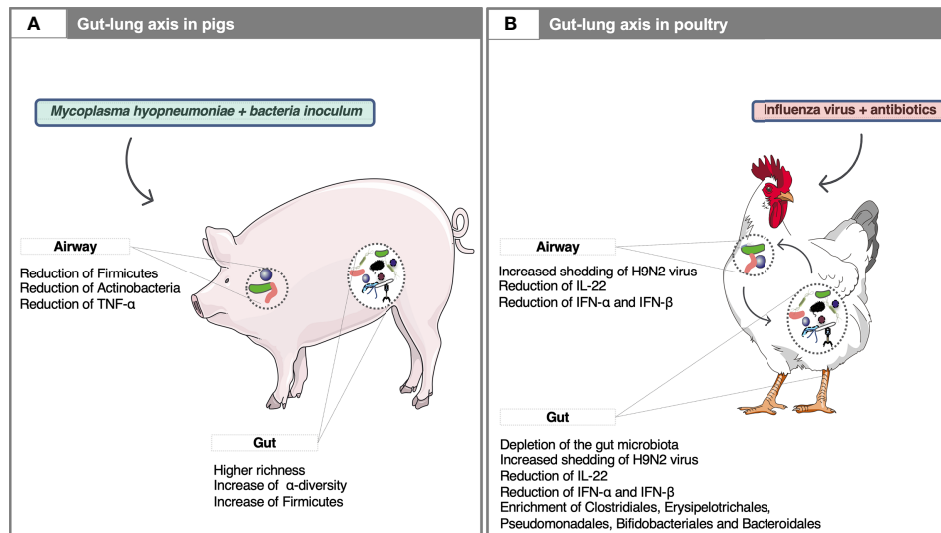 A
Gut-lung axis in pigs
Mycoplasma hyopneumoniae + bacteria inoculum
Airway
Reduction of Firmicutes
Reduction of Actinobacteria
Reduction of TNF-α
Gut
Higher richness
Increase of α-diversity
Increase of Firmicutes
B
Gut-lung axis in poultry
Influenza virus + antibiotics
Airway
Increased shedding of H9N2 virus
Reduction of IL-22
Reduction of IFN-α and IFN-β
Gut
Depletion of the gut microbiota
Increased shedding of H9N2 virus
Reduction of IL-22
Reduction of IFN-α and IFN-β
Enrichment of Clostridiales, Erysipelotrichales,
Pseudomonadales, Bifidobacteriales and Bacteroidales